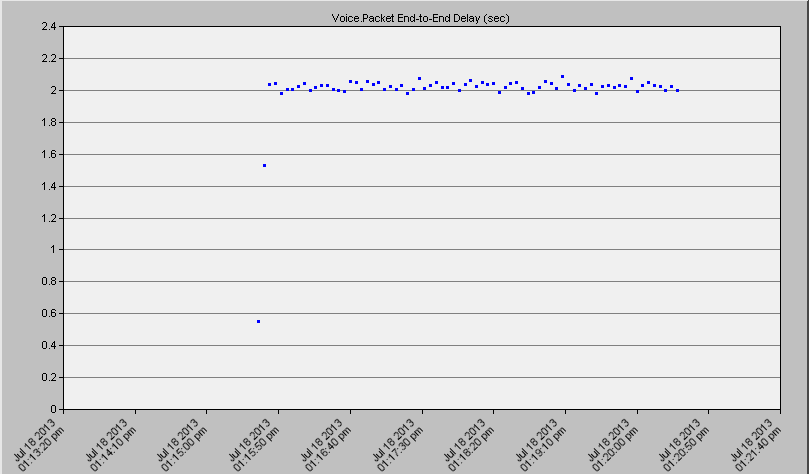 Voice.Packet End-to-End Delay (sec)
2.4
2.2
2
1.8
1.6
1.4
1.2
1
0.8
0.6
0.4
0.2
0
Jul 18 2013
01:13:20 pm
Jul 18 2013
01:14:10 pm
Jul 18 2013
01:15:00 pm
Jul 18 2013
01:15:50 pm
Jul 18 2013
01:16:40 pm
Jul 18 2013
01:17:30 pm
Jul 18 2013
01:18:20 pm
Jul 18 2013
01:19:10 pm
Jul 18 2013
01:20:00 pm
Jul 18 2013
01:20:50 pm
Jul 18 2013
01:21:40 pm